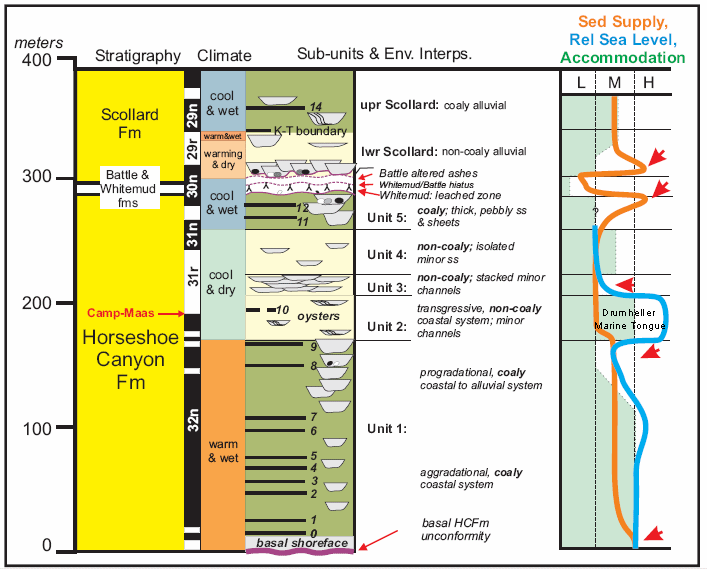 Sed Supply,
Rel Sea Level,
Accommodation
meters
Stratigraphy
Climate
Sub-units & Env. Interps.
L
M
H
400
300
200
100
0
Scollard
Fm
Battle &
Whitemud
fms
Camp-Maas
Horseshoe
Canyon
Fm
29n
29r
30n
31n
31r
32n
cool
& wet
warm&wet
warming
& dry
cool
& wet
cool
& dry
warm
& wet
14
K-T boundary
12
11
10
oysters
9
8
7
6
5
4
3
2
1
0
basal shoreface
upr Scollard: coaly alluvial
lwr Scollard: non-coaly alluvial
Battle altered ashes
Whitemud/Battle hiatus
Whitemud: leached zone
Unit 5: coaly; thick, pebbly ss
& sheets
Unit 4: non-coaly; isolated
minor ss
Unit 3: non-coaly; stacked minor
channels
Unit 2: transgressive, non-coaly
coastal system; minor
channels
progradational, coaly
coastal to alluvial system
Unit 1:
aggradational, coaly
coastal system
basal HCFm
unconformity
?
Drumheller
Marine Tongue